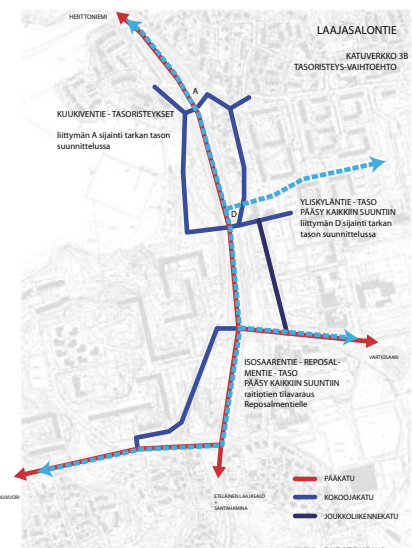 HERTTONIEMI
LAAJASALONTIE
KATUVERKKO 3B
TASORISTEYS-VAIHTOEHTO
A
KUUKIVENTIE - TASORISTEYKSET
liittymän A sijainti tarkan tason
suunnittelussa
YLISKYLÄNTIE - TASO
PÄÄSY KAIKKIIN SUUNTIIN
liittymän D sijainti tarkan
tason suunnittelussa
D
VARTIOSAARI
ISOSAARENTIE - REPOSAL-
MENTIE - TASO
PÄÄSY KAIKKIIN SUUNTIIN
raitiotien tilavaraus
Reposalmentielle
PÄÄKATU
KOKOOJAKATU
JOUKKOLIIKENNEKATU
ETELÄINEN LAAJASALO
+
SANTAHAMINA